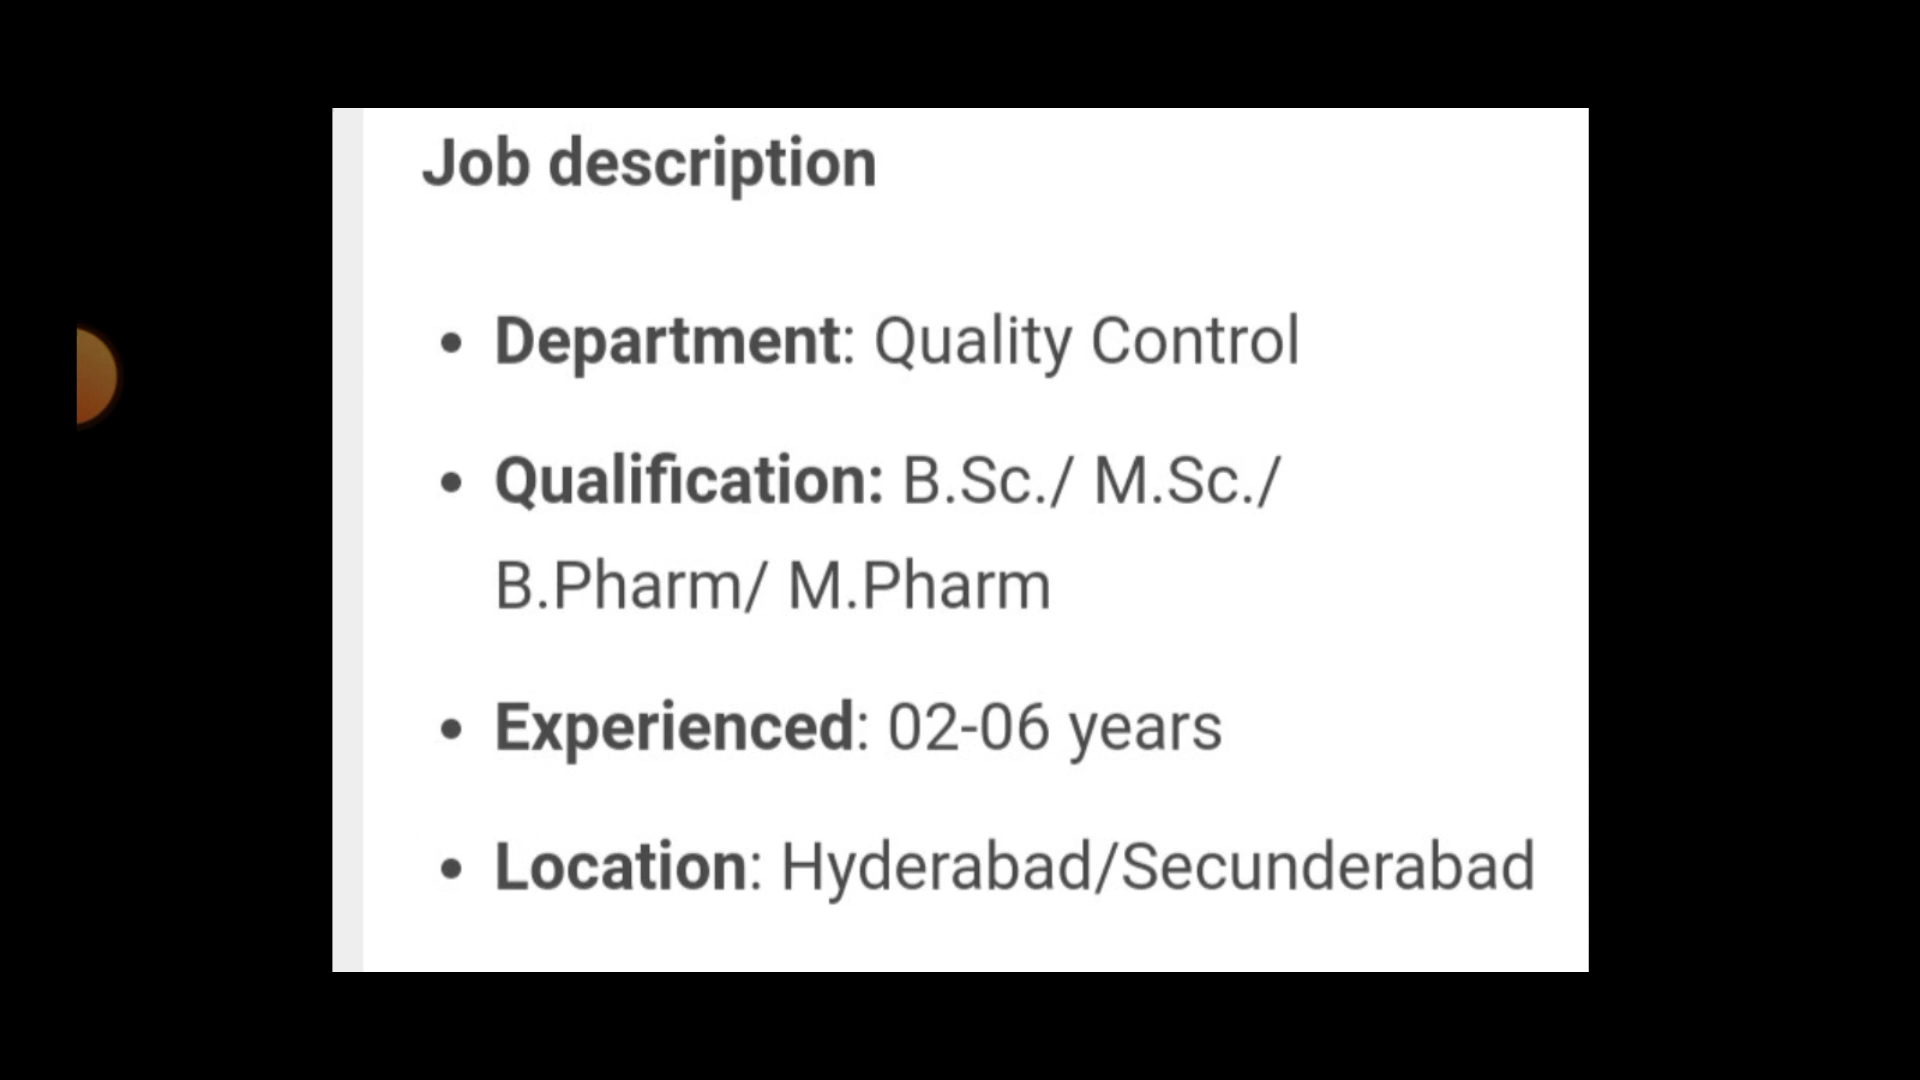 Job description
• Department: Quality Control
• Qualification: B.Sc./ M.Sc./
B.Pharm/ M.Pharm
• Experienced: 02-06 years
• Location: Hyderabad/Secunderabad